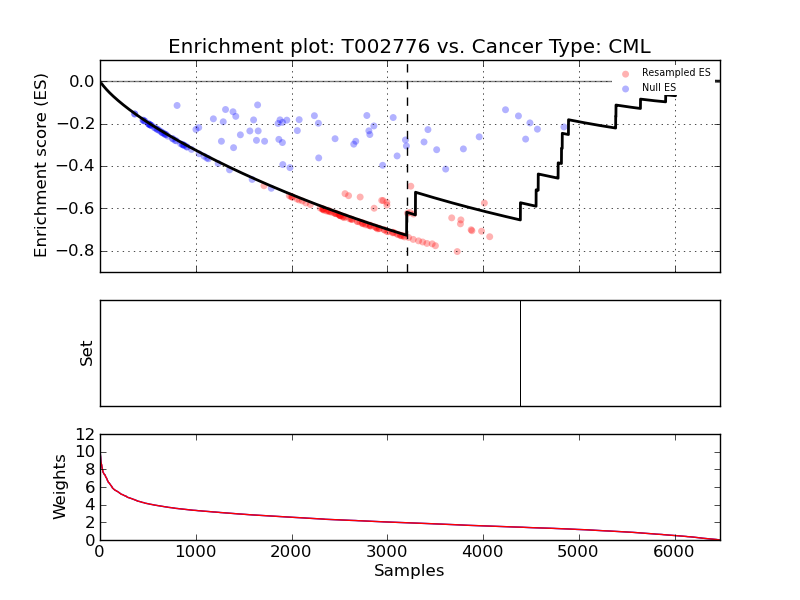 Enrichment plot: T002776 vs. Cancer Type: CML
Enrichment score (ES)
0.0
−0.2
−0.4
−0.6
−0.8
Resampled ES
Null ES
Set
Weights
12
10
8
6
4
2
0
0 1000 2000 3000 4000 5000 6000
Samples